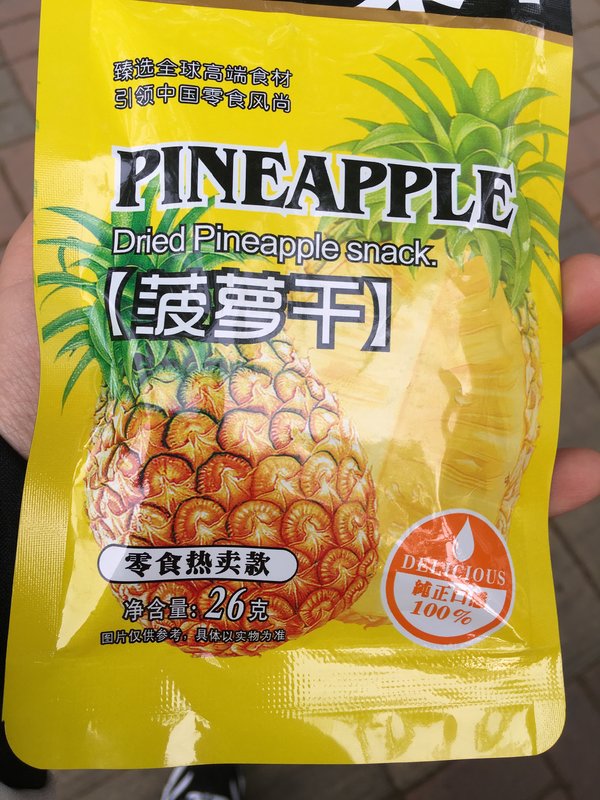 臻选全球高端食材
引领中国零食风尚
PINEAPPLE
Dried Pineapple snack.
【菠萝干】
零食热卖款
净含量:26克
图片仅供参考,具体以实物为准
DELICIOUS
純正口感
100%